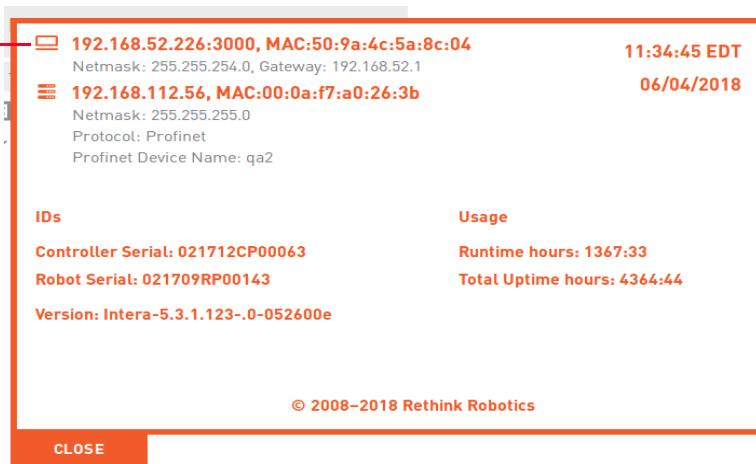 192.168.52.226:3000, MAC:50:9a:4c:5a:8c:04
11:34:45 EDT
Netmask: 255.255.254.0, Gateway: 192.168.52.1
06/04/2018
192.168.112.56, MAC:00:0a:f7:a0:26:3b
Netmask: 255.255.255.0
Protocol: Profinet
Profinet Device Name: qa2
IDs
Usage
Controller Serial: 021712CP00063
Runtime hours: 1367:33
Robot Serial: 021709RP00143
Total Uptime hours: 4364:44
Version: Intera-5.3.1.123-.0-052600e
© 2008–2018 Rethink Robotics
CLOSE